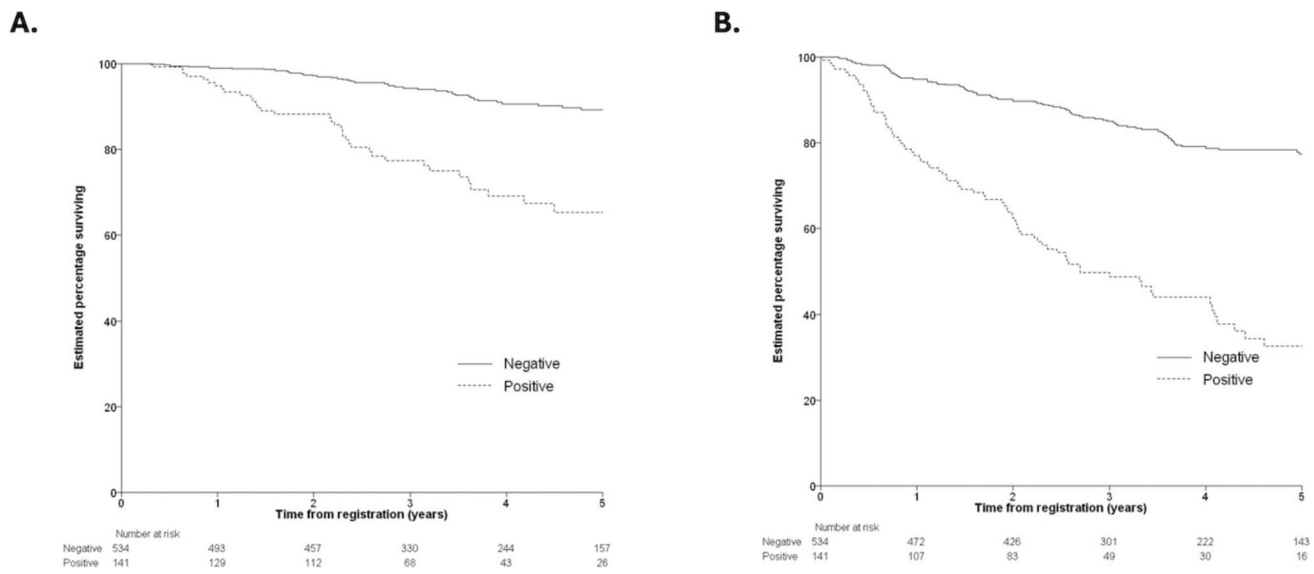 A.
100
80
60
40
20
0
Estimated percentage surviving
Negative
Positive
0 1 2 3 4 5
Time from registration (years)
Number at risk
Negative 534 493 457 330 244 157
Positive 141 129 112 68 43 26
B.
100
80
60
40
20
0
Estimated percentage surviving
Negative
Positive
0 1 2 3 4 5
Time from registration (years)
Number at risk
Negative 534 472 426 301 222 143
Positive 141 107 83 49 30 16